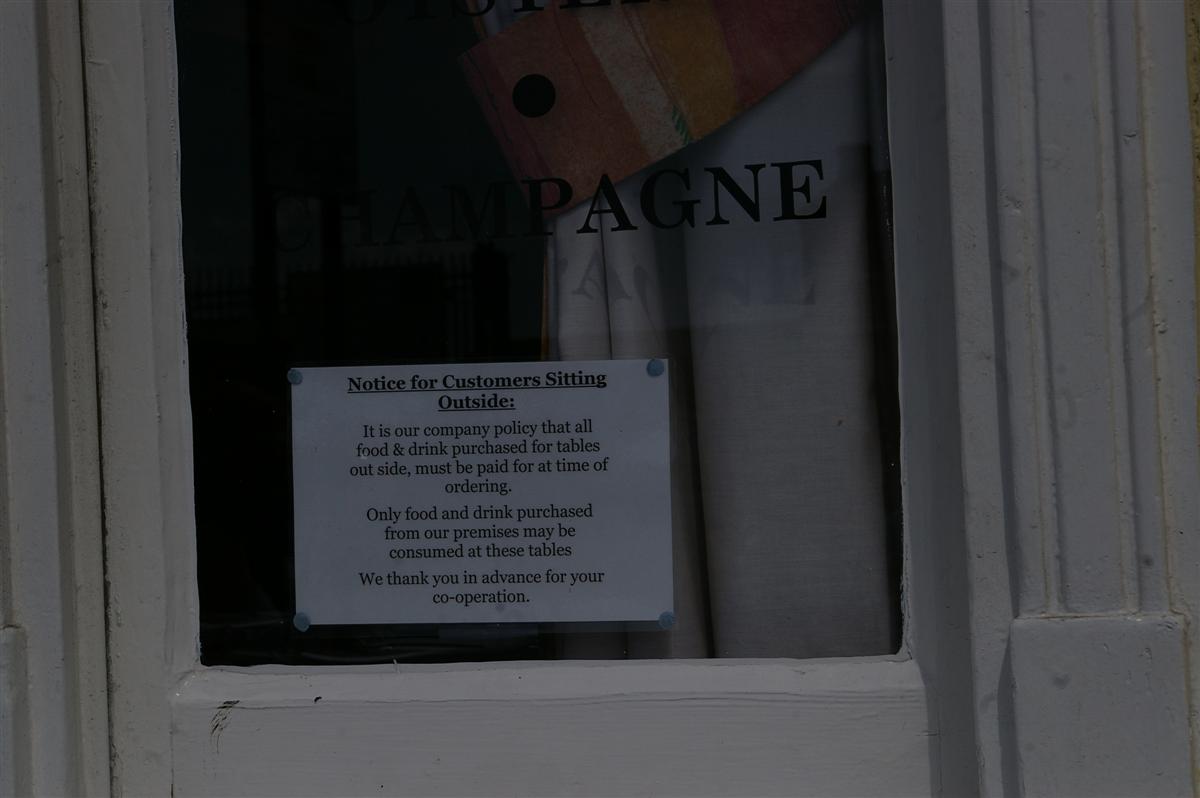 CHAMPAGNE
Notice for Customers Sitting
Outside:
It is our company policy that all
food & drink purchased for tables
out side, must be paid for at time of
ordering.
Only food and drink purchased
from our premises may be
consumed at these tables
We thank you in advance for your
co-operation.